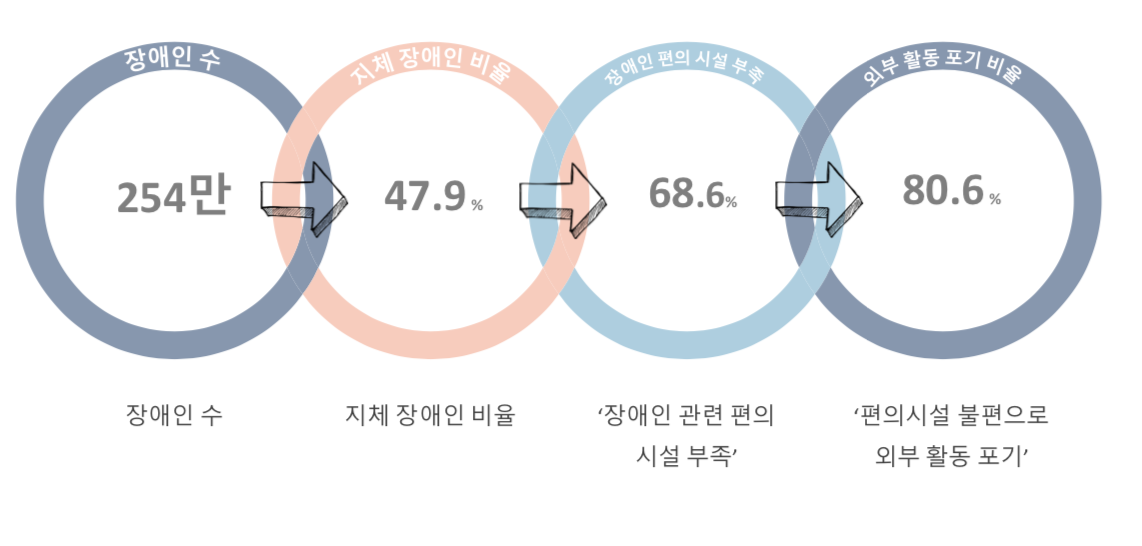 장애인 수
지체 장애인 비율
장애인 편의 시설 부족
외부 활동 포기 비율
254만
47.9 %
68.6%
80.6 %
장애인 수
지체 장애인 비율
‘장애인 관련 편의
시설 부족’
‘편의시설 불편으로
외부 활동 포기’